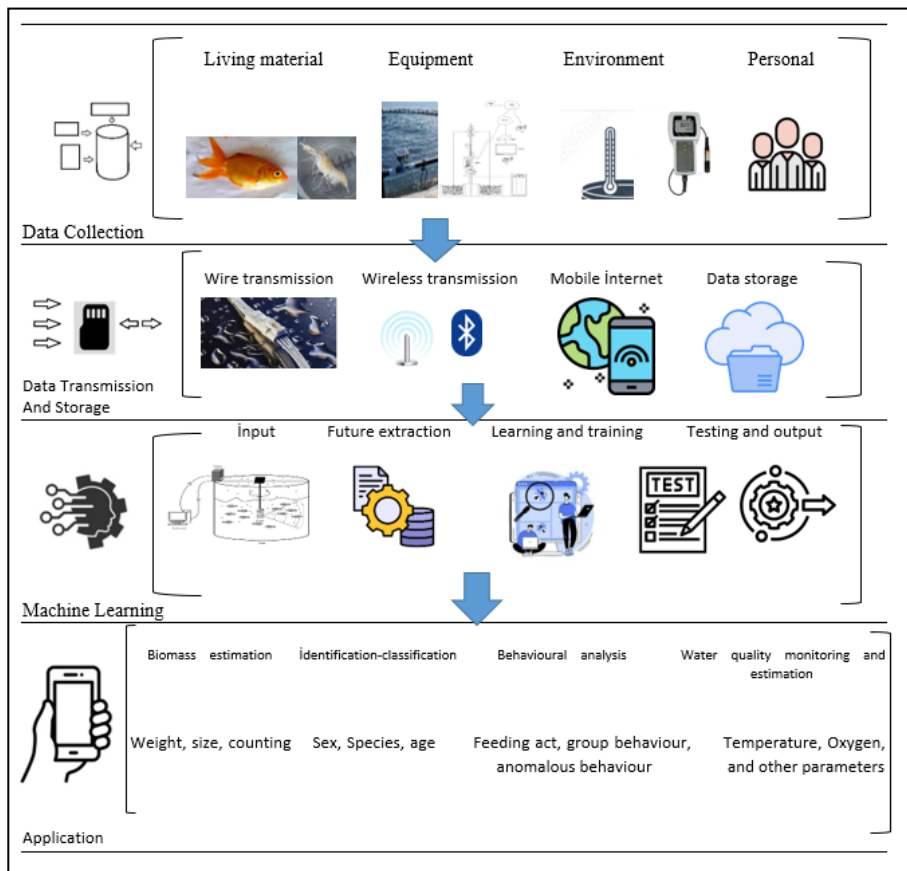 Living material
Equipment
Environment
Personal
Data Collection
Wire transmission
Wireless transmission
Mobile İnternet
Data storage
Data Transmission
And Storage
İnput
Future extraction
Learning and training
Testing and output
TEST
Machine Learning
Biomass estimation
İdentification-classification
Behavioural analysis
Water quality monitoring and
estimation
Weight, size, counting
Sex, Species, age
Feeding act, group behaviour,
anomalous behaviour
Temperature, Oxygen,
and other parameters
Application